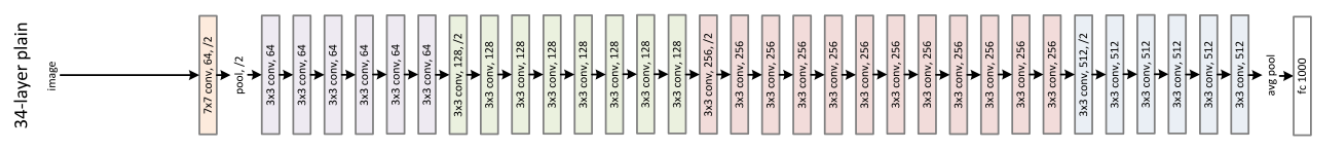 34-layer plain
image
7x7 conv, 64, /2
pool, /2
3x3 conv, 64
3x3 conv, 64
3x3 conv, 64
3x3 conv, 64
3x3 conv, 64
3x3 conv, 64
3x3 conv, 128, /2
3x3 conv, 128
3x3 conv, 128
3x3 conv, 128
3x3 conv, 128
3x3 conv, 128
3x3 conv, 128
3x3 conv, 128
3x3 conv, 256, /2
3x3 conv, 256
3x3 conv, 256
3x3 conv, 256
3x3 conv, 256
3x3 conv, 256
3x3 conv, 256
3x3 conv, 256
3x3 conv, 256
3x3 conv, 256
3x3 conv, 256
3x3 conv, 256
3x3 conv, 512, /2
3x3 conv, 512
3x3 conv, 512
3x3 conv, 512
3x3 conv, 512
3x3 conv, 512
avg pool
fc 1000